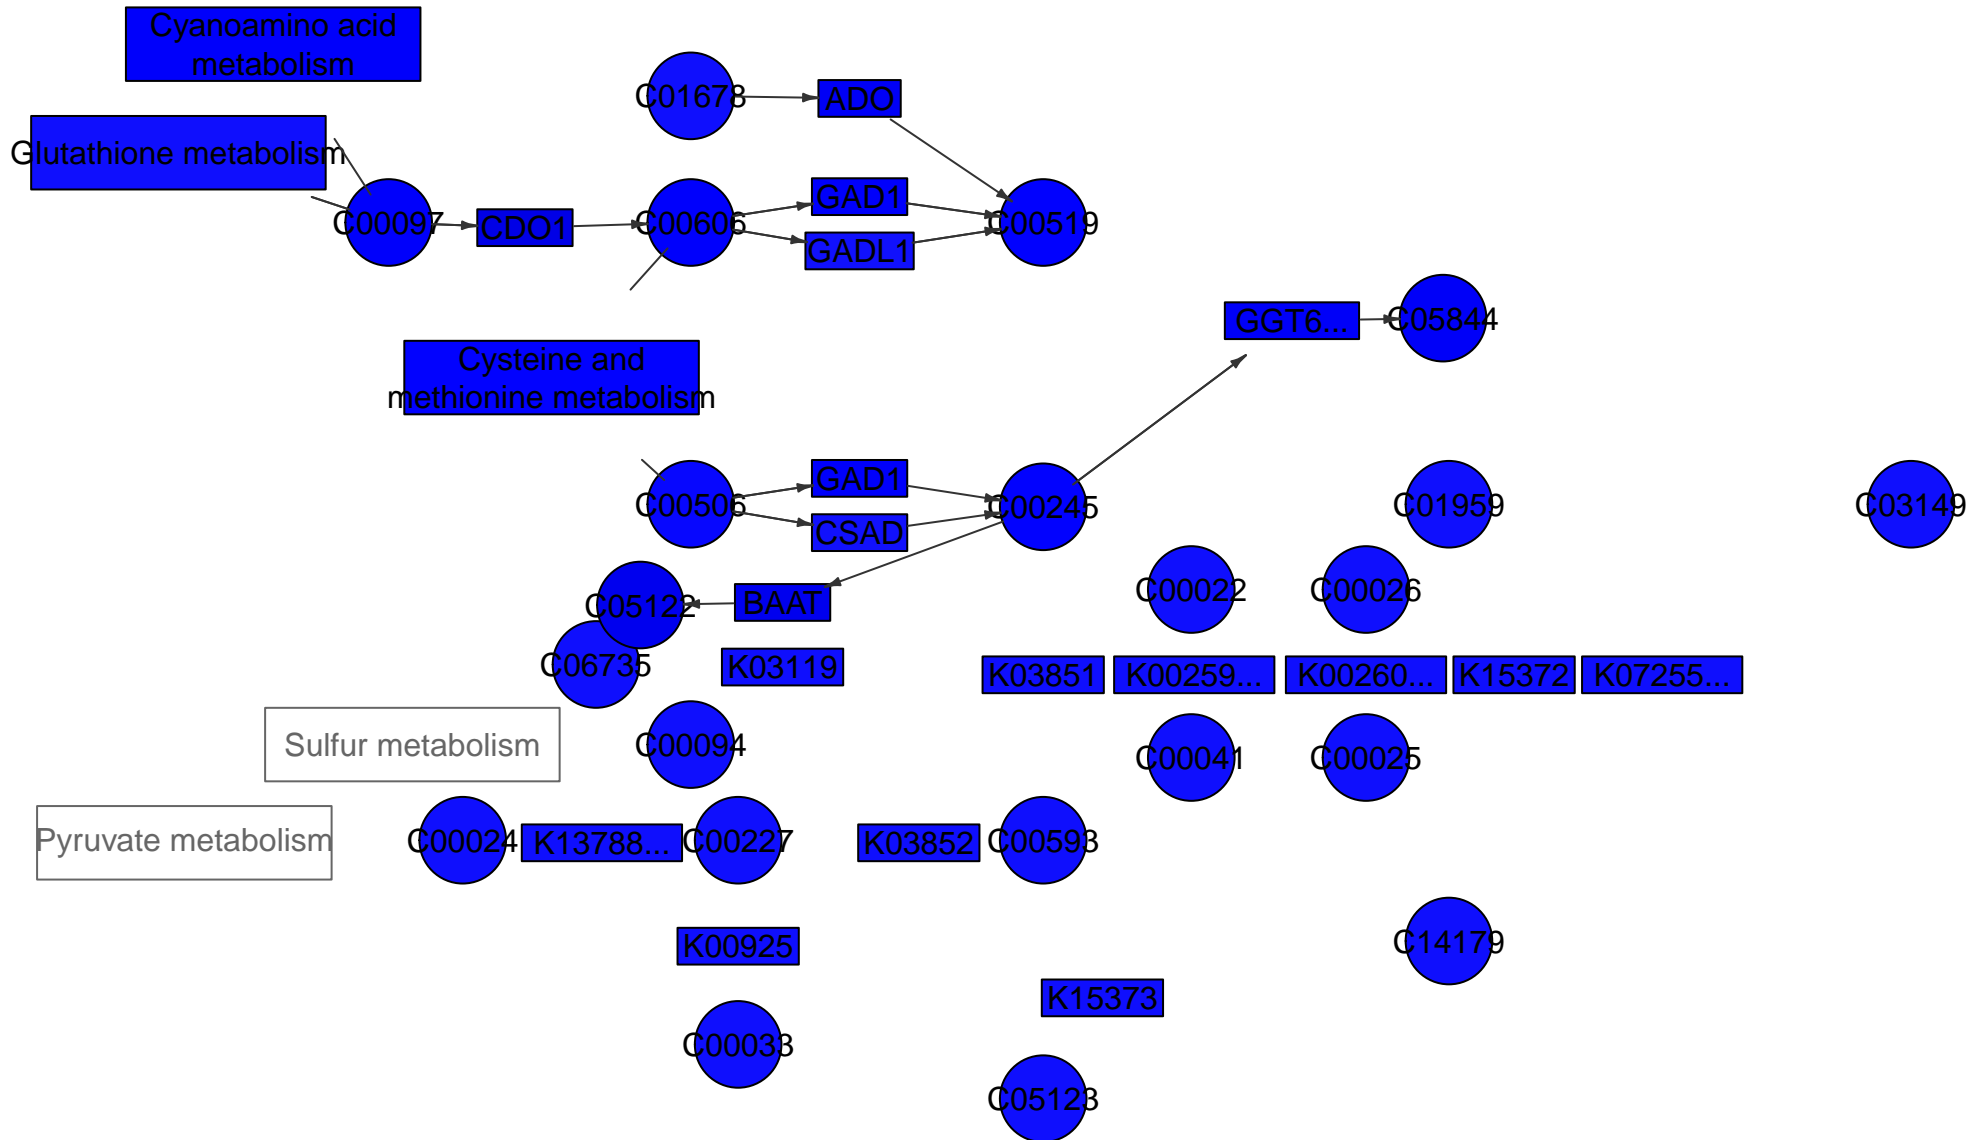 Cyanoamino acid
metabolism
C01678
ADO
Glutathione metabolism
GAD1
C00097
CDO1
C00606
C00519
GADL1
GGT6...
C05844
Cysteine and
methionine metabolism
GAD1
C00506
C00245
C01959
C03149
CSAD
C00022
C00026
C05122
BAAT
C06735
K03119
K03851
K00259...
K00260...
K15372
K07255...
Sulfur metabolism
C00094
C00041
C00025
Pyruvate metabolism
C00024
K13788...
C00227
K03852
C00593
K00925
C14179
K15373
C00033
C05123